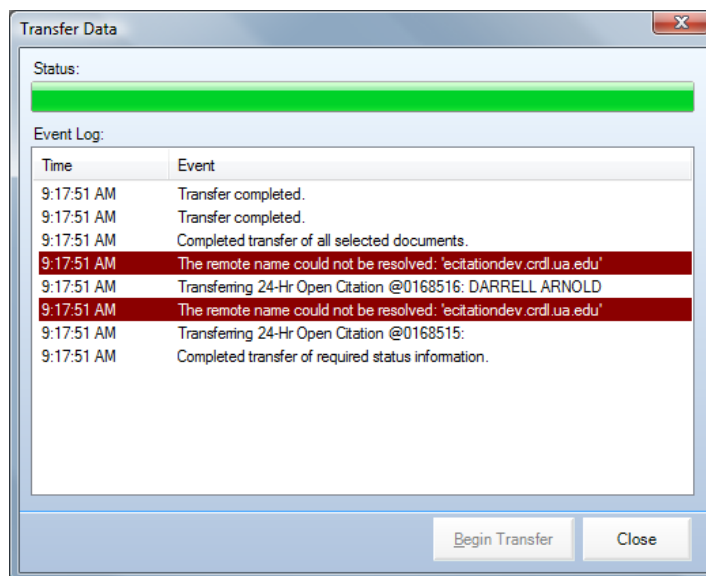 Transfer Data
Status:
Event Log:
Time Event
9:17:51 AM Transfer completed.
9:17:51 AM Transfer completed.
9:17:51 AM Completed transfer of all selected documents.
9:17:51 AM The remote name could not be resolved: 'ecitationdev.crdl.ua.edu'
9:17:51 AM Transferring 24-Hr Open Citation @0168516: DARRELL ARNOLD
9:17:51 AM The remote name could not be resolved: 'ecitationdev.crdl.ua.edu'
9:17:51 AM Transferring 24-Hr Open Citation @0168515:
9:17:51 AM Completed transfer of required status information.
Begin Transfer Close